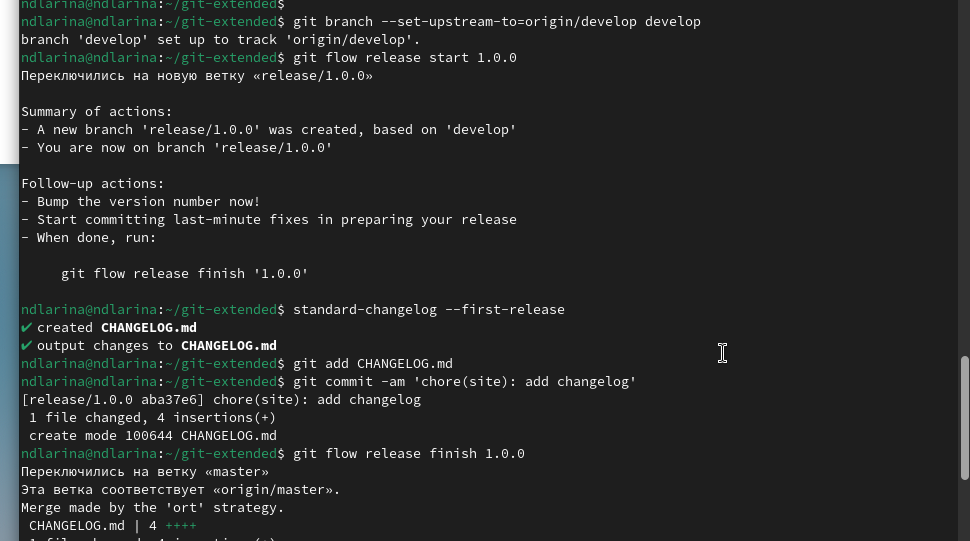 ndlarina@ndlarina:~/git-extended$
ndlarina@ndlarina:~/git-extended$ git branch --set-upstream-to=origin/develop develop
branch 'develop' set up to track 'origin/develop'.
ndlarina@ndlarina:~/git-extended$ git flow release start 1.0.0
Переключились на новую ветку «release/1.0.0»
Summary of actions:
- A new branch 'release/1.0.0' was created, based on 'develop'
- You are now on branch 'release/1.0.0'
Follow-up actions:
- Bump the version number now!
- Start committing last-minute fixes in preparing your release
- When done, run:
git flow release finish '1.0.0'
ndlarina@ndlarina:~/git-extended$ standard-changelog --first-release
✔ created CHANGELOG.md
✔ output changes to CHANGELOG.md
ndlarina@ndlarina:~/git-extended$ git add CHANGELOG.md
ndlarina@ndlarina:~/git-extended$ git commit -am 'chore(site): add changelog'
[release/1.0.0 aba37e6] chore(site): add changelog
1 file changed, 4 insertions(+)
create mode 100644 CHANGELOG.md
ndlarina@ndlarina:~/git-extended$ git flow release finish 1.0.0
Переключились на ветку «master»
Эта ветка соответствует «origin/master».
Merge made by the 'ort' strategy.
CHANGELOG.md | 4 ++++